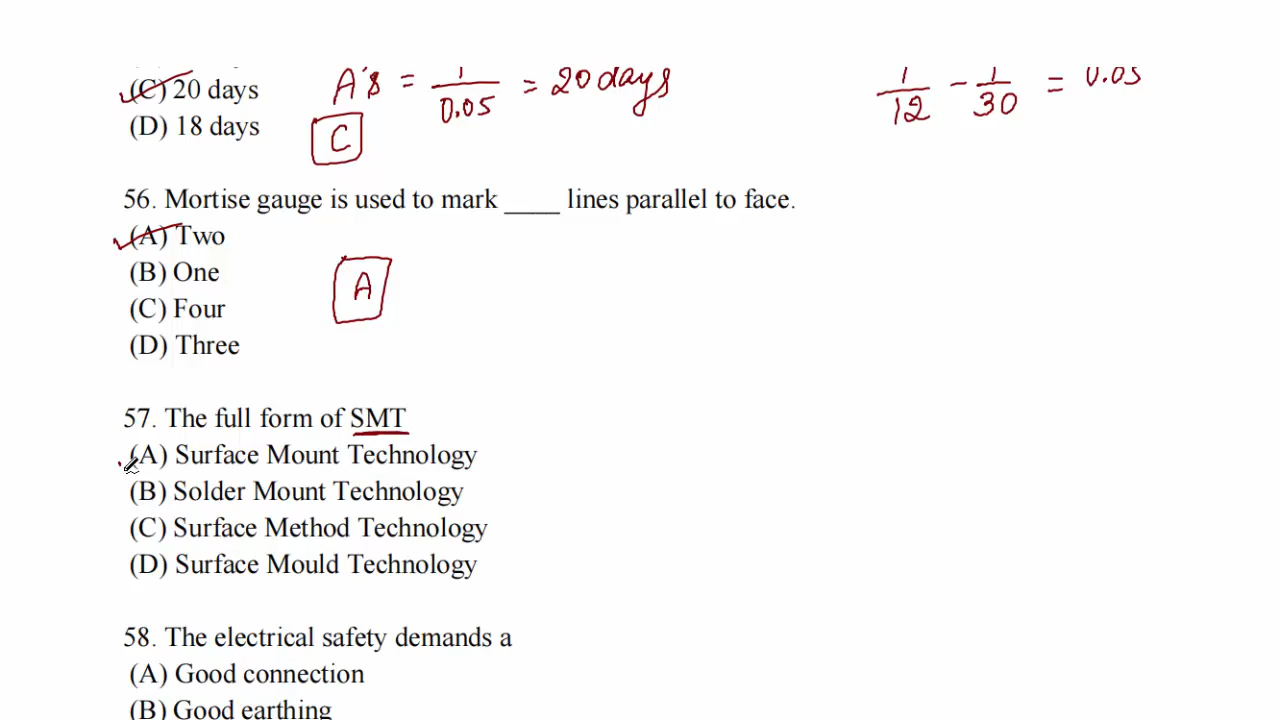 (C) 20 days
A's = 1/0.05 = 20 days
1/12 - 1/30 = 0.05
(D) 18 days
C
56. Mortise gauge is used to mark ____ lines parallel to face.
(A) Two
(B) One
A
(C) Four
(D) Three
57. The full form of SMT
(A) Surface Mount Technology
(B) Solder Mount Technology
(C) Surface Method Technology
(D) Surface Mould Technology
58. The electrical safety demands a
(A) Good connection
(B) Good earthing